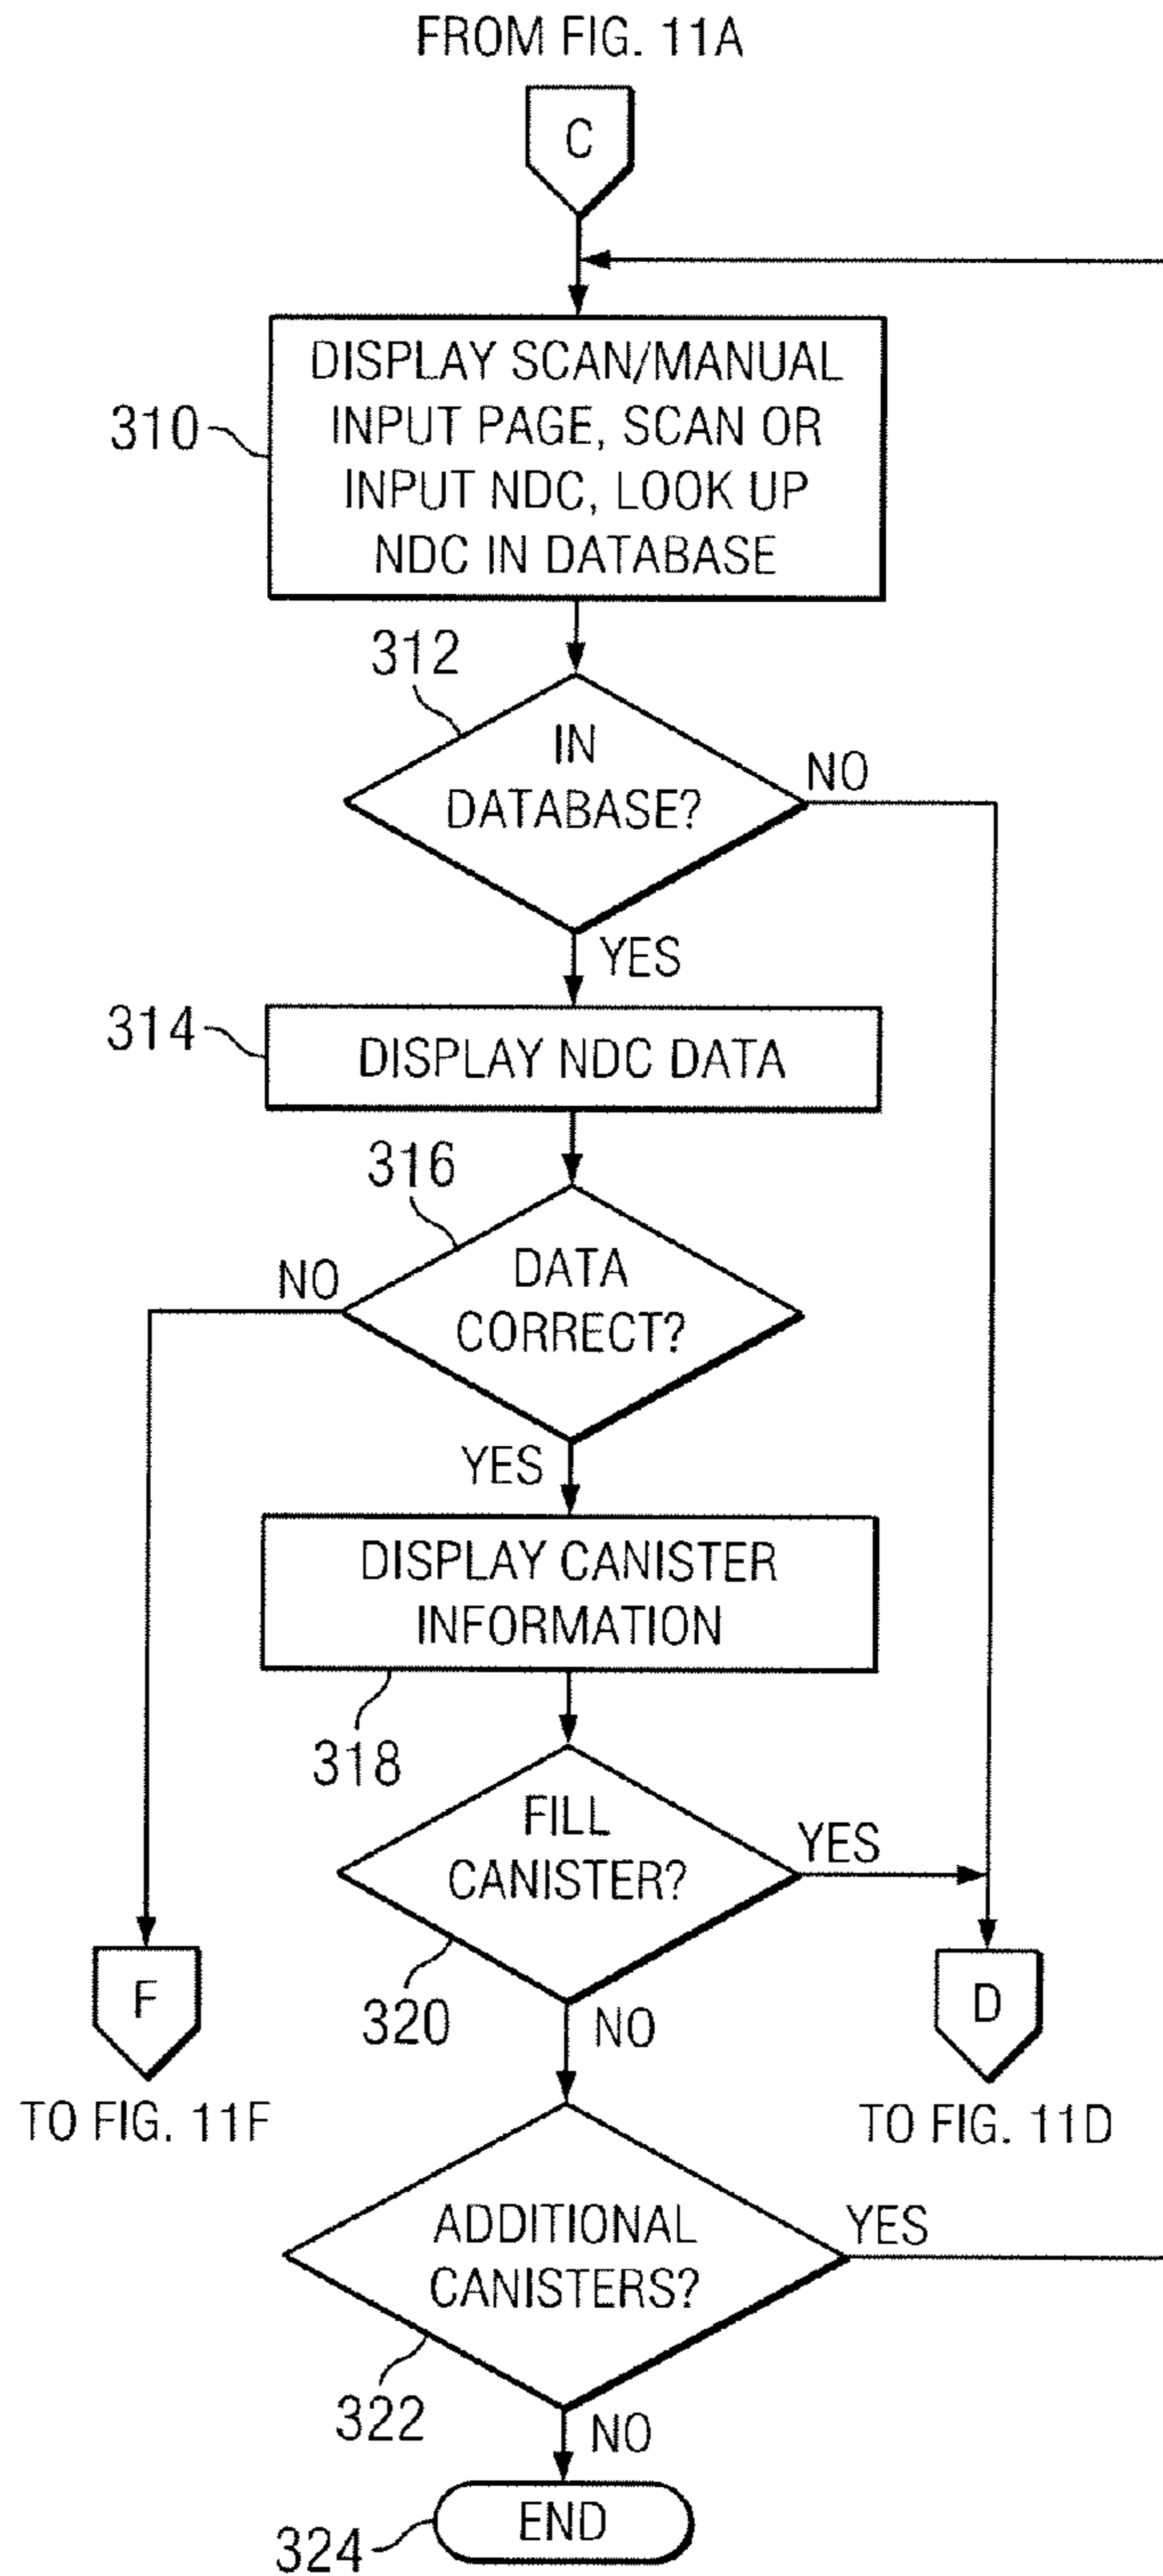 FROM FIG. 11A
C
DISPLAY SCAN/MANUAL
INPUT PAGE, SCAN OR
INPUT NDC, LOOK UP
NDC IN DATABASE
310
312
IN
DATABASE?
NO
YES
314
DISPLAY NDC DATA
316
DATA
CORRECT?
NO
YES
DISPLAY CANISTER
INFORMATION
318
FILL
CANISTER?
YES
320
NO
F
D
TO FIG. 11F
TO FIG. 11D
ADDITIONAL
CANISTERS?
YES
322
NO
END
324